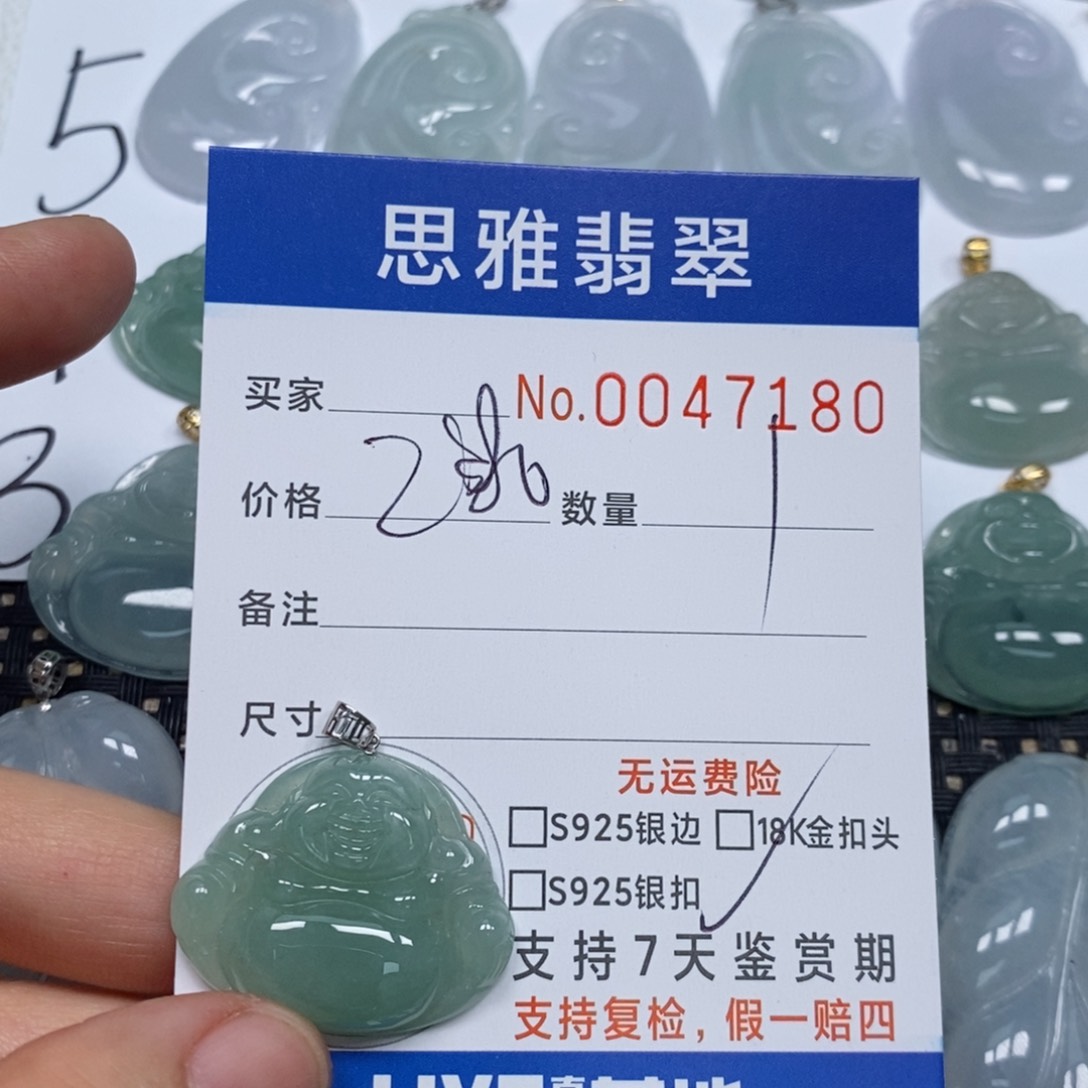 5
思雅翡翠
买家 No.0047180
价格 数量 1
3
备注
尺寸
无运费险
S925银边 18K金扣头
S925银扣
支持7天鉴赏期
支持复检，假一赔四